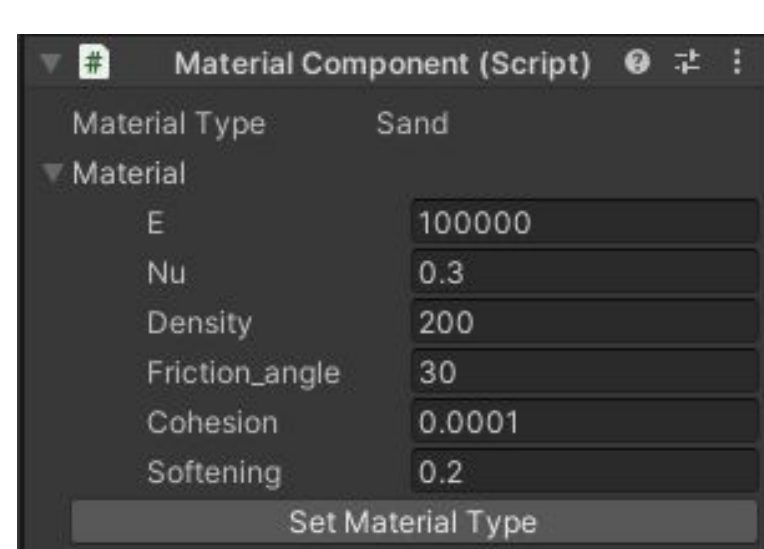 # Material Component (Script) ?
Material Type Sand
Material
E 100000
Nu 0.3
Density 200
Friction_angle 30
Cohesion 0.0001
Softening 0.2
Set Material Type